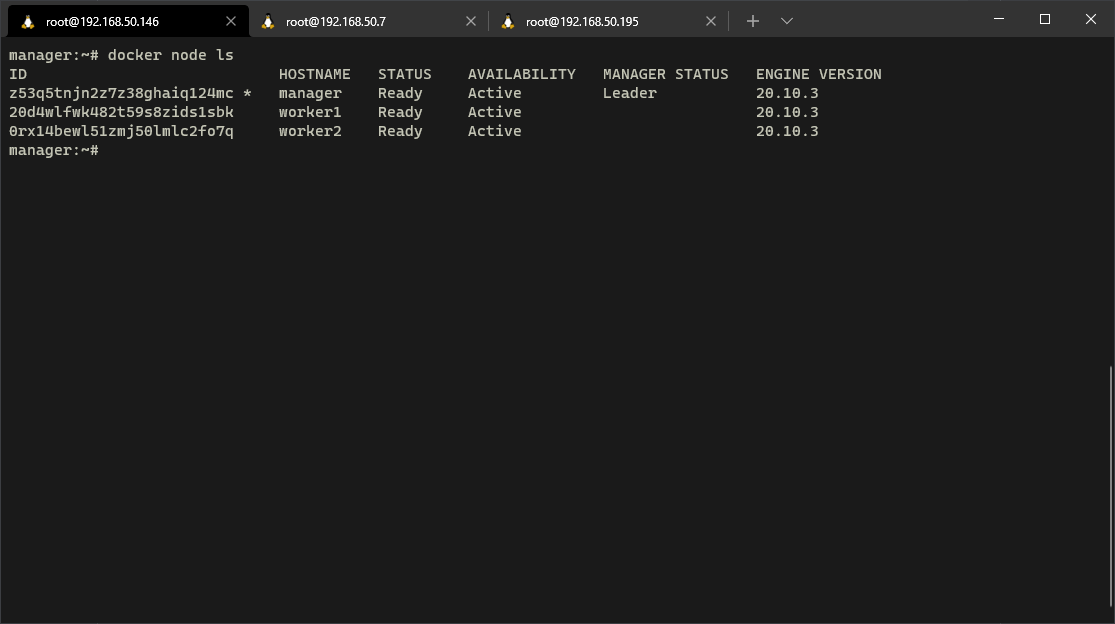 root@192.168.50.146 root@192.168.50.7 root@192.168.50.195
manager:~# docker node ls
ID HOSTNAME STATUS AVAILABILITY MANAGER STATUS ENGINE VERSION
z53q5tnjn2z7z38ghaiq124mc * manager Ready Active Leader 20.10.3
20d4wlfwk482t59s8zids1sbk worker1 Ready Active 20.10.3
0rx14bewl51zmj50lmlc2fo7q worker2 Ready Active 20.10.3
manager:~#